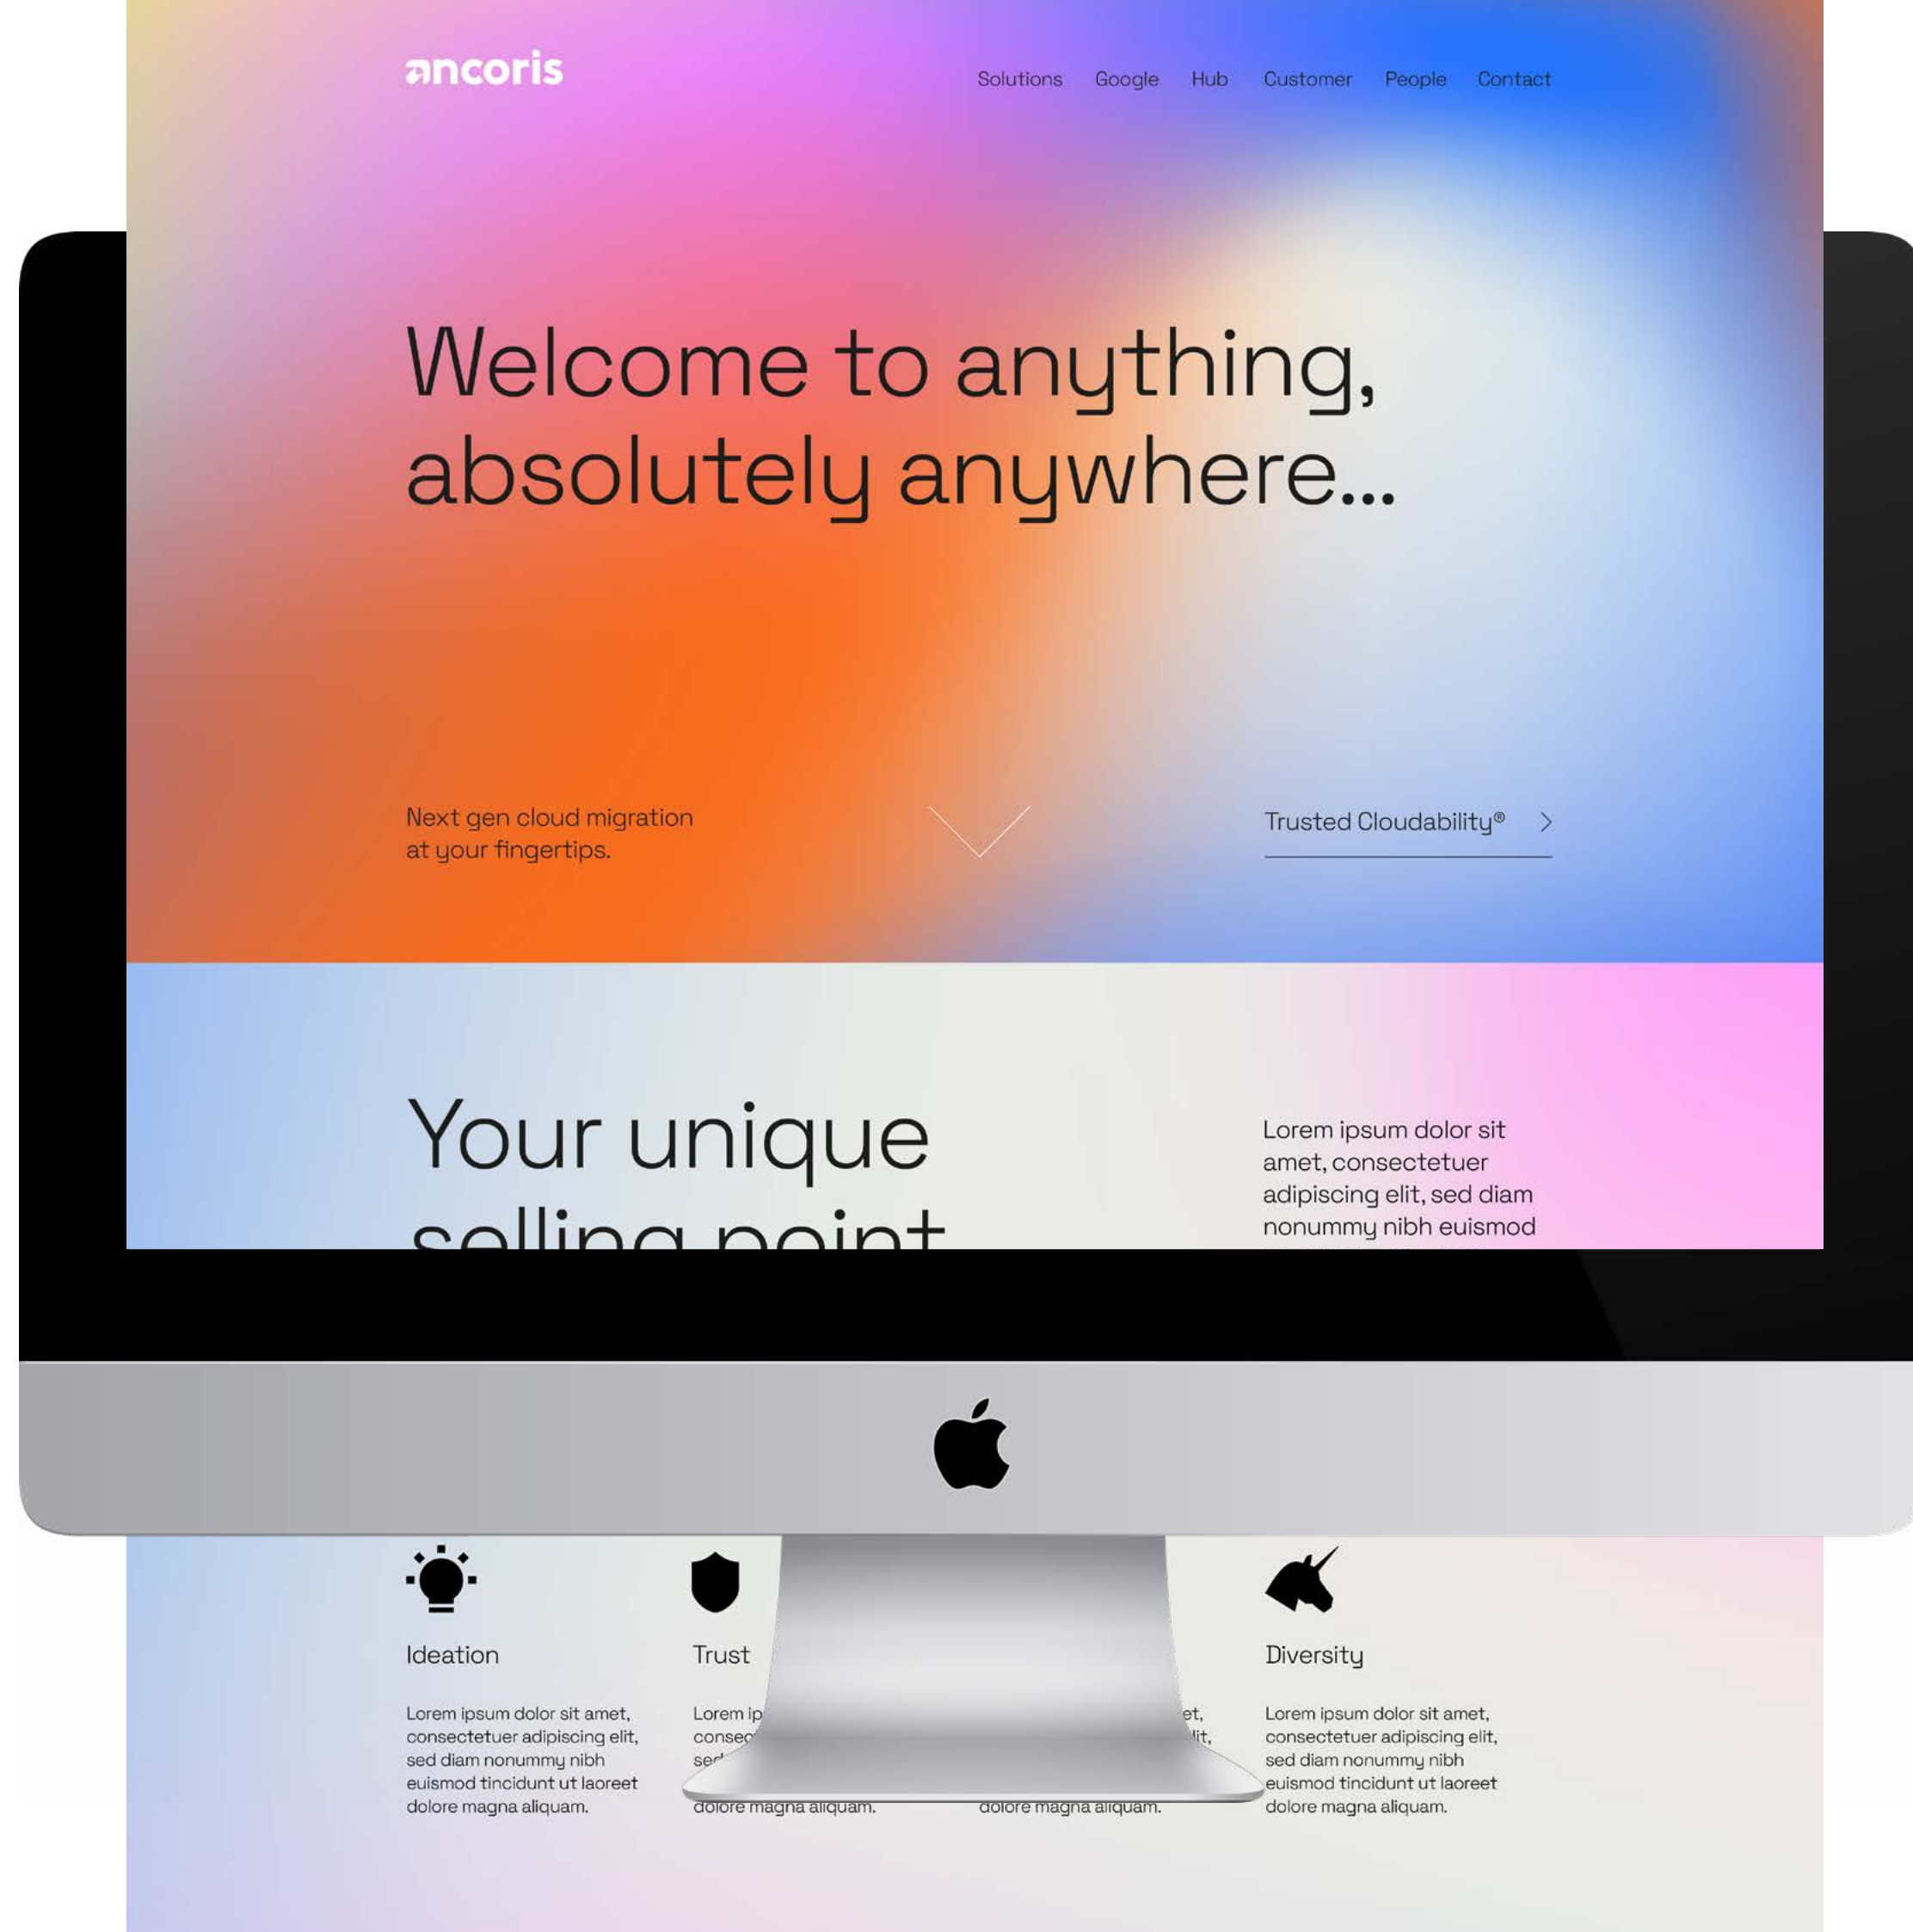 ancoris
Solutions Google Hub Customer People Contact
Welcome to anything,
absolutely anywhere...
Next gen cloud migration
at your fingertips.
Trusted Cloudability®
Your unique
selling point
Lorem ipsum dolor sit
amet, consectetuer
adipiscing elit, sed diam
nonummy nibh euismod
Ideation
Lorem ipsum dolor sit amet,
consectetuer adipiscing elit,
sed diam nonummy nibh
euismod tincidunt ut laoreet
dolore magna aliquam.
Trust
Lorem
dolore magna aliquam.
dolore magna aliquam.
Diversity
Lorem ipsum dolor sit amet,
consectetuer adipiscing elit,
sed diam nonummy nibh
euismod tincidunt ut laoreet
dolore magna aliquam.